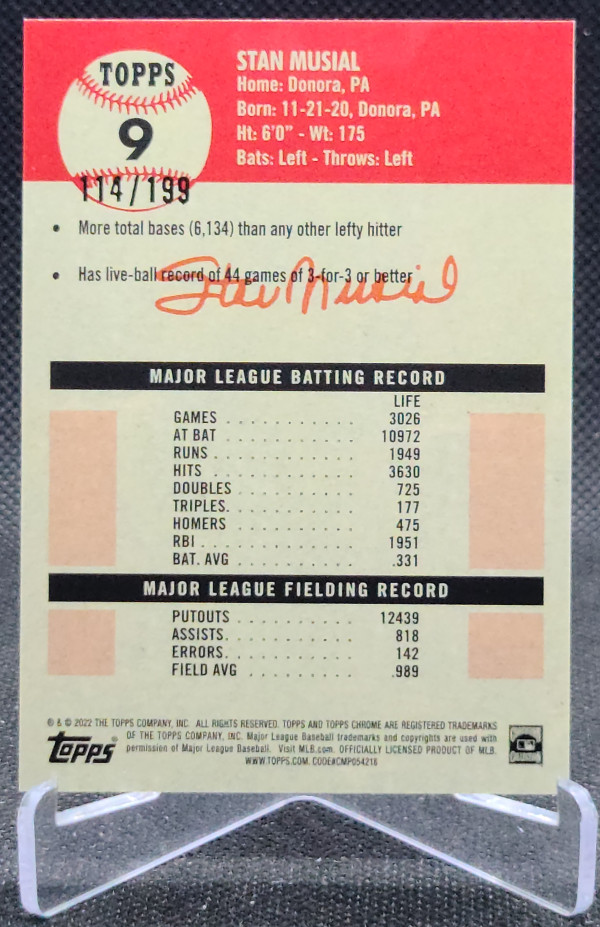 TOPPS
9
114/199
STAN MUSIAL
Home: Donora, PA
Born: 11-21-20, Donora, PA
Ht: 6'0" - Wt: 175
Bats: Left - Throws: Left
• More total bases (6,134) than any other lefty hitter
• Has live-ball record of 44 games of 3-for-3 or better
Stan Musial
MAJOR LEAGUE BATTING RECORD
LIFE
GAMES . . . . . . . . . . . 3026
AT BAT . . . . . . . . . . . 10972
RUNS . . . . . . . . . . . 1949
HITS . . . . . . . . . . . 3630
DOUBLES . . . . . . . . . . 725
TRIPLES. . . . . . . . . . . 177
HOMERS . . . . . . . . . . 475
RBI . . . . . . . . . . . . 1951
BAT. AVG . . . . . . . . . . .331
MAJOR LEAGUE FIELDING RECORD
PUTOUTS . . . . . . . . . . 12439
ASSISTS. . . . . . . . . . . 818
ERRORS. . . . . . . . . . . 142
FIELD AVG . . . . . . . . . .989
® & © 2022 THE TOPPS COMPANY, INC. ALL RIGHTS RESERVED. TOPPS AND TOPPS CHROME ARE REGISTERED TRADEMARKS
OF THE TOPPS COMPANY, INC. Major League Baseball trademarks and copyrights are used with
permission of Major League Baseball. Visit MLB.com. OFFICIALLY LICENSED PRODUCT OF MLB.
WWW.TOPPS.COM. CODE#CMP054218
Topps